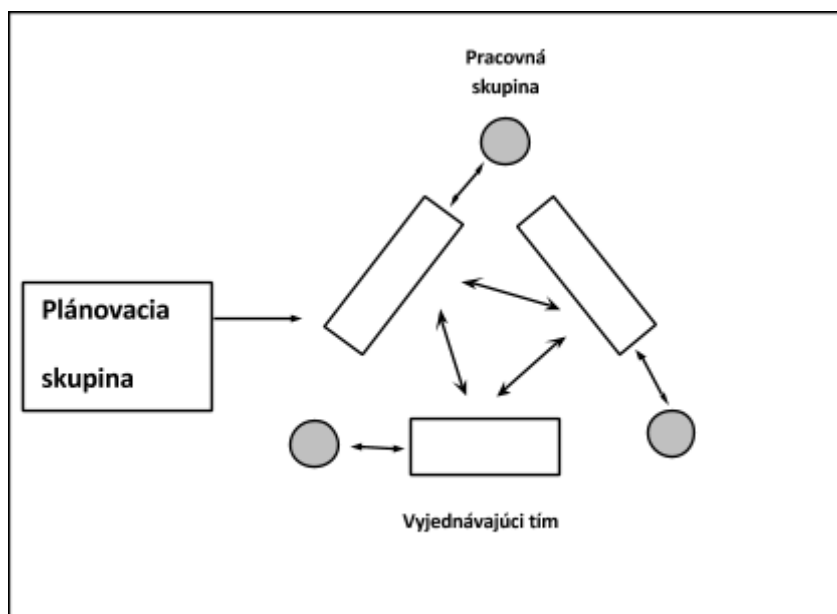 Pracovná
skupina
Plánovacia
skupina
Vyjednávajúci tím